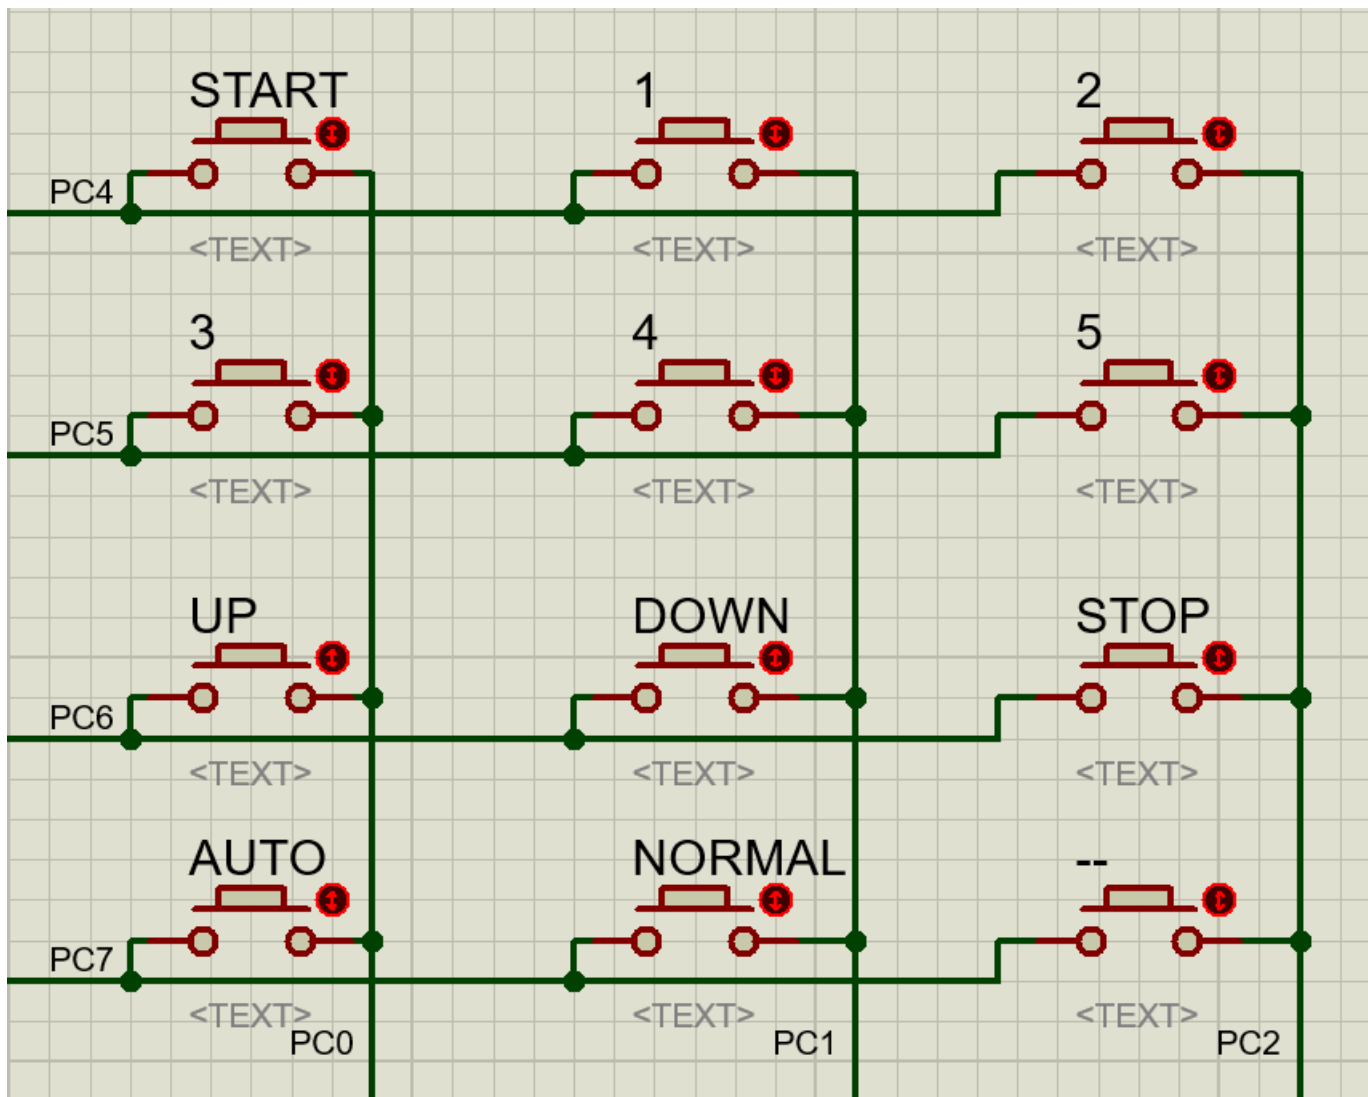 START 1 2
PC4
<TEXT> <TEXT> <TEXT>
3 4 5
PC5
<TEXT> <TEXT> <TEXT>
UP DOWN STOP
PC6
<TEXT> <TEXT> <TEXT>
AUTO NORMAL --
PC7
<TEXT> <TEXT> <TEXT>
PC0 PC1 PC2